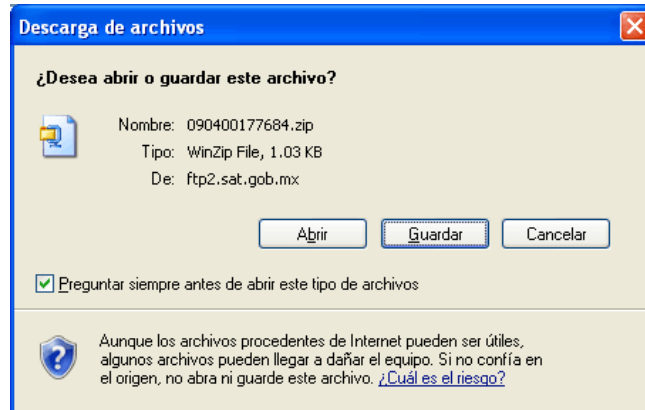 Descarga de archivos
¿Desea abrir o guardar este archivo?
Nombre: 090400177684.zip
Tipo: WinZip File, 1.03 KB
De: ftp2.sat.gob.mx
Abrir Guardar Cancelar
Preguntar siempre antes de abrir este tipo de archivos
Aunque los archivos procedentes de Internet pueden ser útiles,
algunos archivos pueden llegar a dañar el equipo. Si no confía en
el origen, no abra ni guarde este archivo. ¿Cuál es el riesgo?